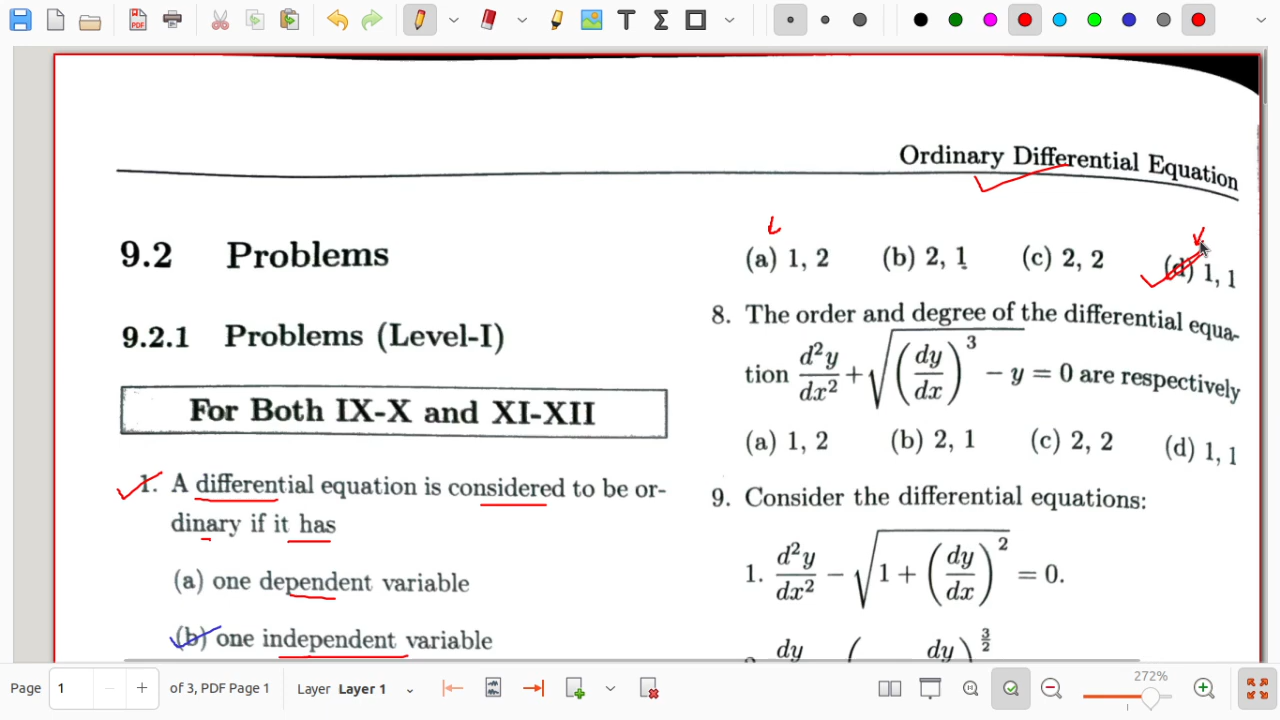 Ordinary Differential Equation
9.2 Problems
9.2.1 Problems (Level-I)
For Both IX-X and XI-XII
1. A differential equation is considered to be or-
dinary if it has
(a) one dependent variable
(b) one independent variable
(a) 1, 2 (b) 2, 1 (c) 2, 2 (d) 1, 1
8. The order and degree of the differential equa-
tion d²y/dx² + √((dy/dx)³ − y) = 0 are respectively
(a) 1, 2 (b) 2, 1 (c) 2, 2 (d) 1, 1
9. Consider the differential equations:
1. d²y/dx² − √(1 + (dy/dx)²) = 0.
dy ( dy ) 3/2
Page 1 of 3, PDF Page 1 Layer Layer 1 272%